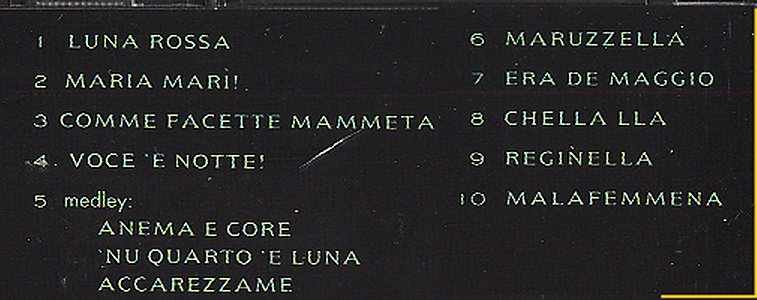 1 LUNA ROSSA
2 MARIA MARÌ!
3 COMME FACETTE MAMMETA
4 VOCE 'E NOTTE!
5 medley:
ANEMA E CORE
'NU QUARTO 'E LUNA
ACCAREZZAME
6 MARUZZELLA
7 ERA DE MAGGIO
8 CHELLA LLA
9 REGINELLA
10 MALAFEMMENA